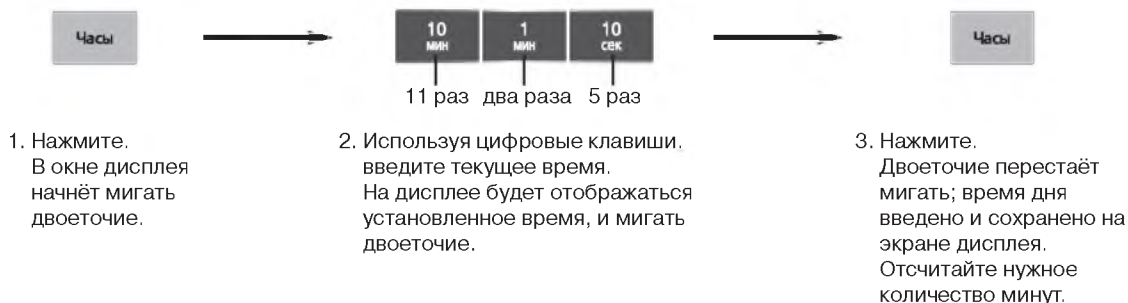 Часы
10 мин
1 мин
10 сек
Часы
11 раз два раза 5 раз
1. Нажмите.
В окне дисплея
начнёт мигать
двоеточие.
2. Используя цифровые клавиши,
введите текущее время.
На дисплее будет отображаться
установленное время, и мигать
двоеточие.
3. Нажмите.
Двоеточие перестаёт
мигать; время дня
введено и сохранено на
экране дисплея.
Отсчитайте нужное
количество минут.